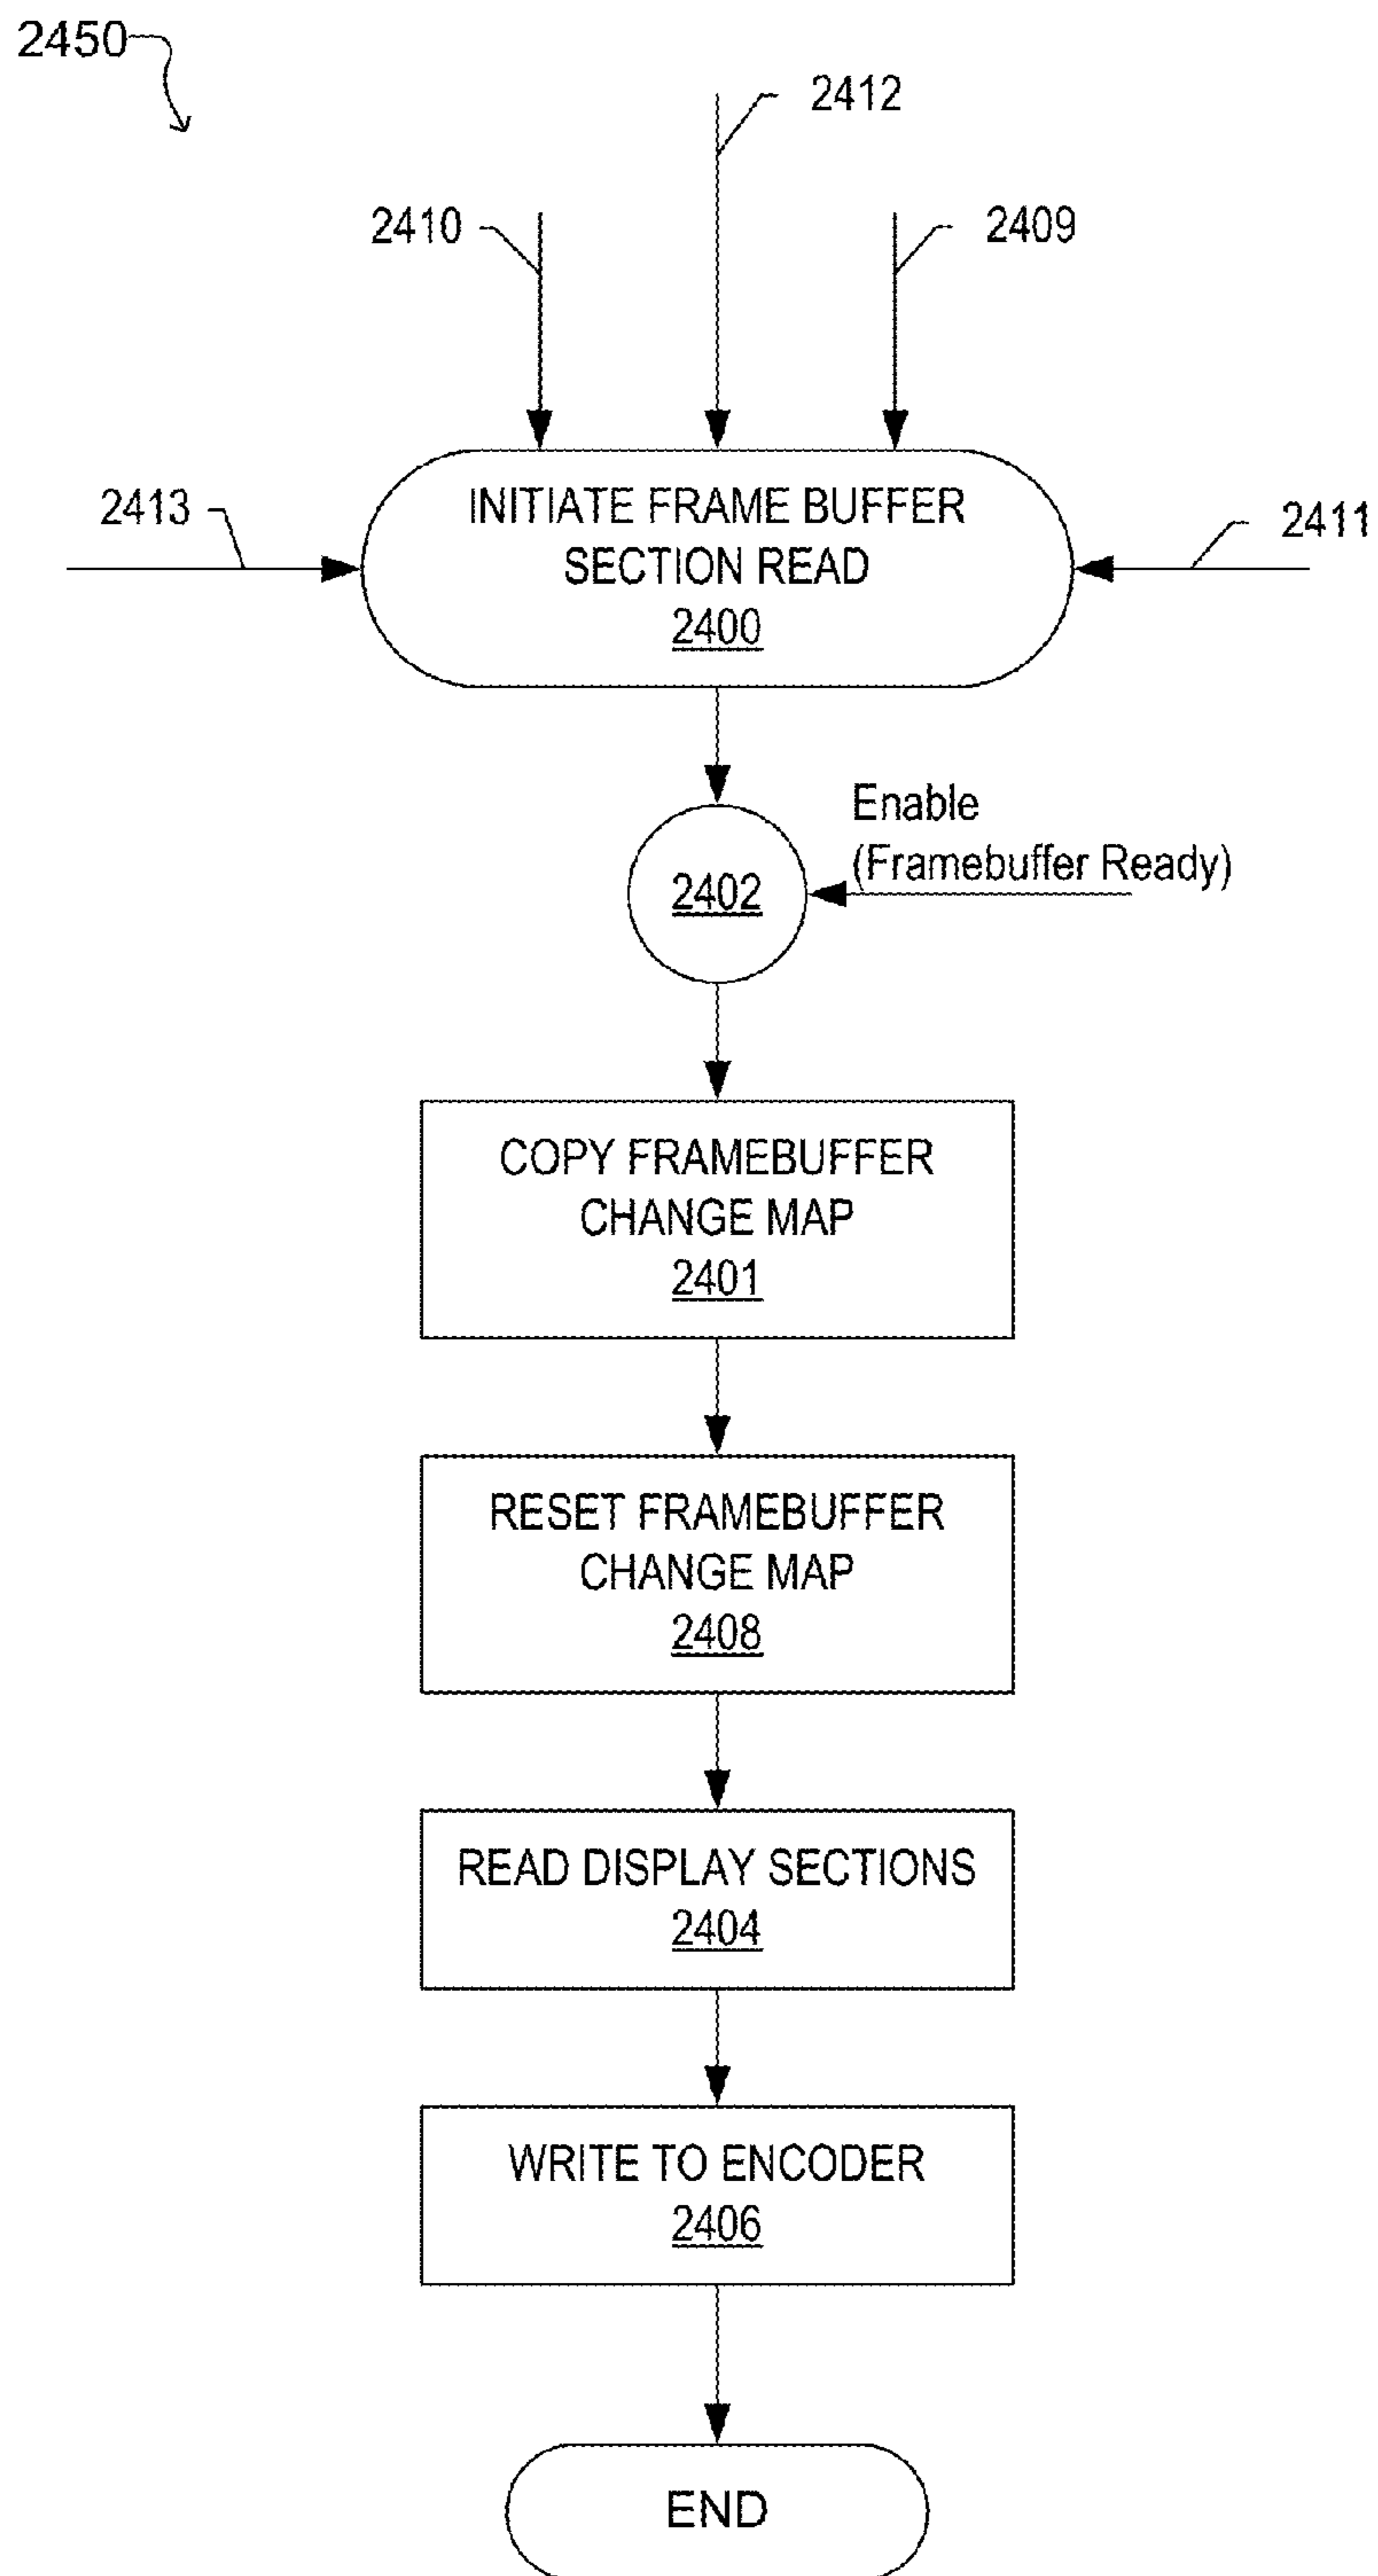 2450
2412
2410
2409
INITIATE FRAME BUFFER
SECTION READ
2400
2413
2411
Enable
(Framebuffer Ready)
2402
COPY FRAMEBUFFER
CHANGE MAP
2401
RESET FRAMEBUFFER
CHANGE MAP
2408
READ DISPLAY SECTIONS
2404
WRITE TO ENCODER
2406
END